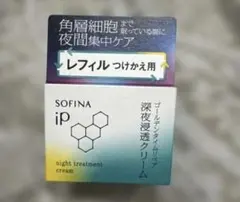 角層細胞まで
眠っている間に
夜間集中ケア
レフィル つけかえ用
SOFINA
iP
ゴールデンタイムリペア
深夜浸透クリーム
night treatment
cream